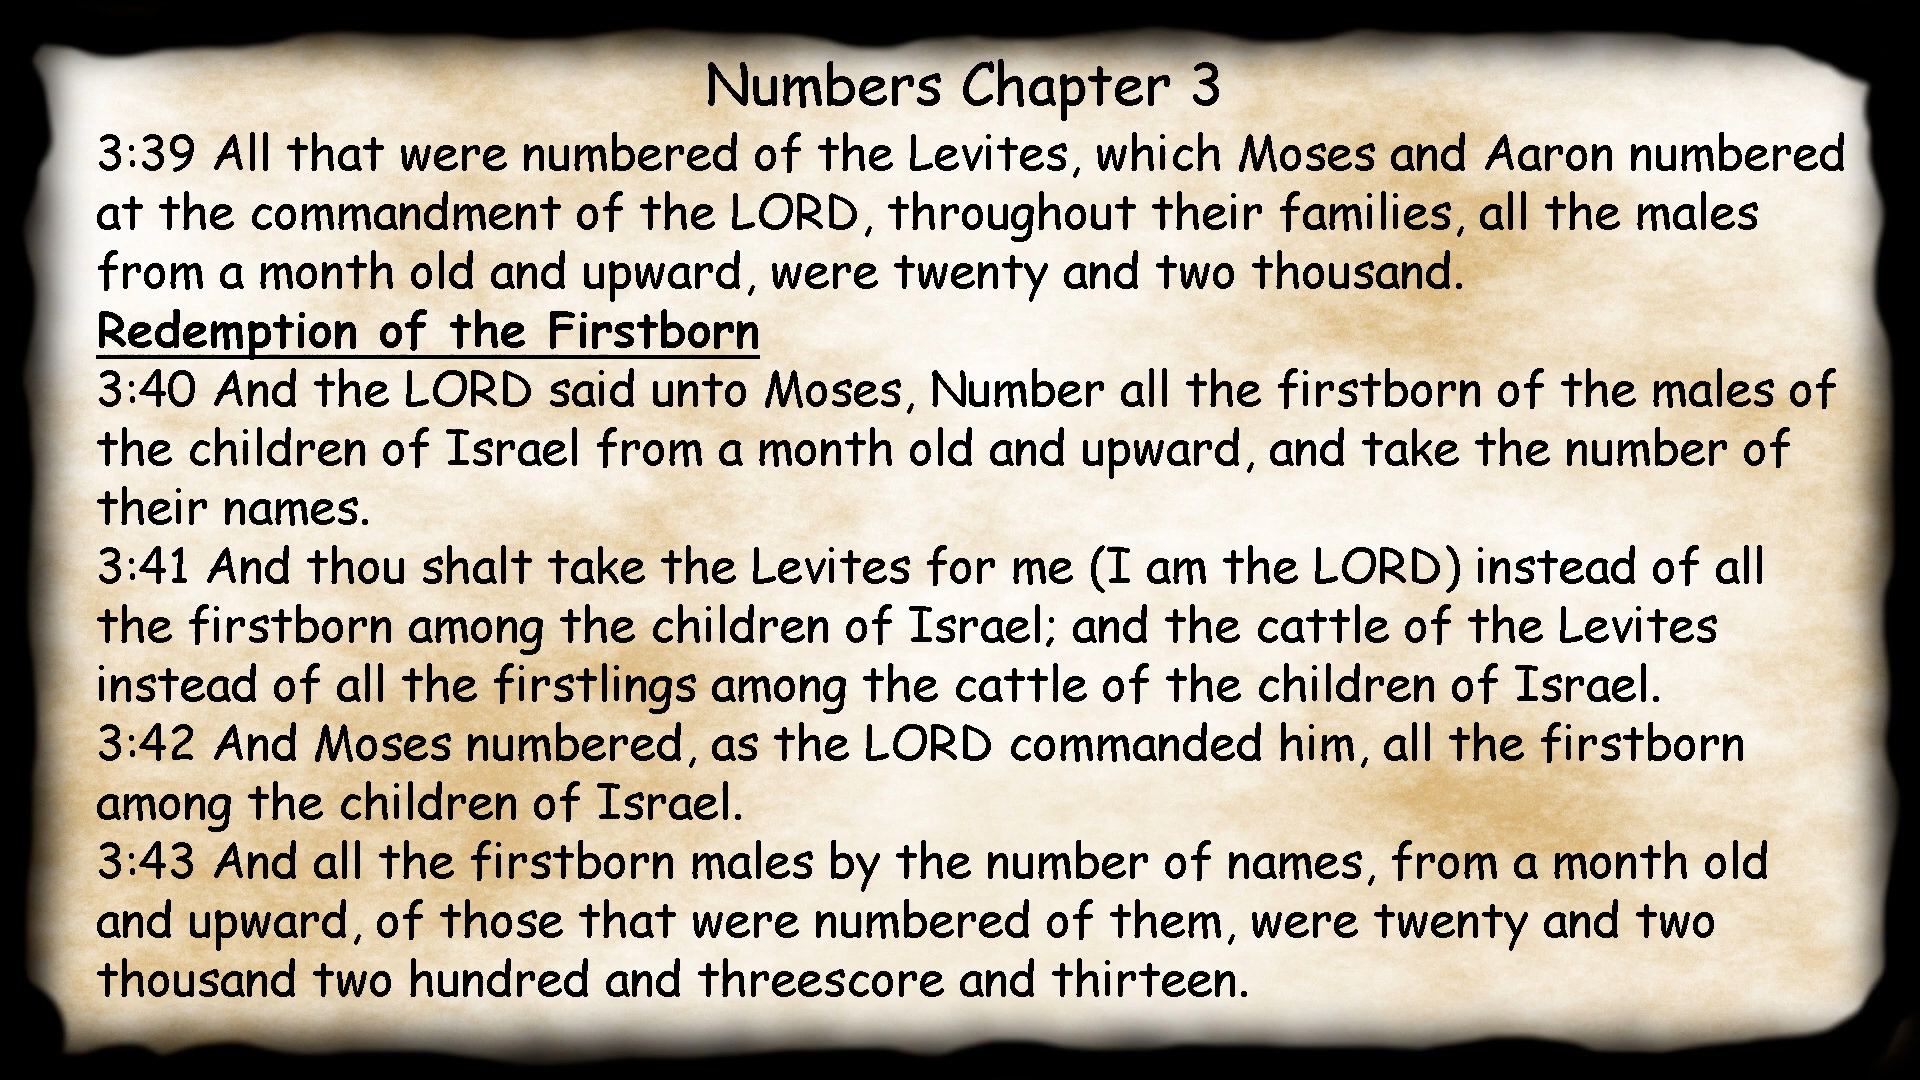 Numbers Chapter 3
3:39 All that were numbered of the Levites, which Moses and Aaron numbered
at the commandment of the LORD, throughout their families, all the males
from a month old and upward, were twenty and two thousand.
Redemption of the Firstborn
3:40 And the LORD said unto Moses, Number all the firstborn of the males of
the children of Israel from a month old and upward, and take the number of
their names.
3:41 And thou shalt take the Levites for me (I am the LORD) instead of all
the firstborn among the children of Israel; and the cattle of the Levites
instead of all the firstlings among the cattle of the children of Israel.
3:42 And Moses numbered, as the LORD commanded him, all the firstborn
among the children of Israel.
3:43 And all the firstborn males by the number of names, from a month old
and upward, of those that were numbered of them, were twenty and two
thousand two hundred and threescore and thirteen.